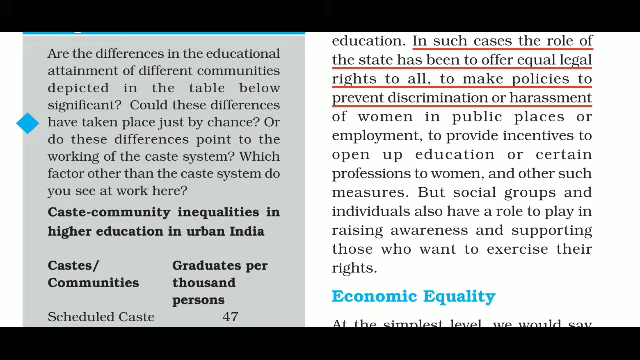 Are the differences in the educational
attainment of different communities
depicted in the table below
significant? Could these differences
have taken place just by chance? Or
do these differences point to the
working of the caste system? Which
factor other than the caste system do
you see at work here?
Caste-community inequalities in
higher education in urban India
Castes/ Graduates per
Communities thousand
persons
Scheduled Caste 47
education. In such cases the role of
the state has been to offer equal legal
rights to all, to make policies to
prevent discrimination or harassment
of women in public places or
employment, to provide incentives to
open up education or certain
professions to women, and other such
measures. But social groups and
individuals also have a role to play in
raising awareness and supporting
those who want to exercise their
rights.
Economic Equality
At the simplest level, we would say